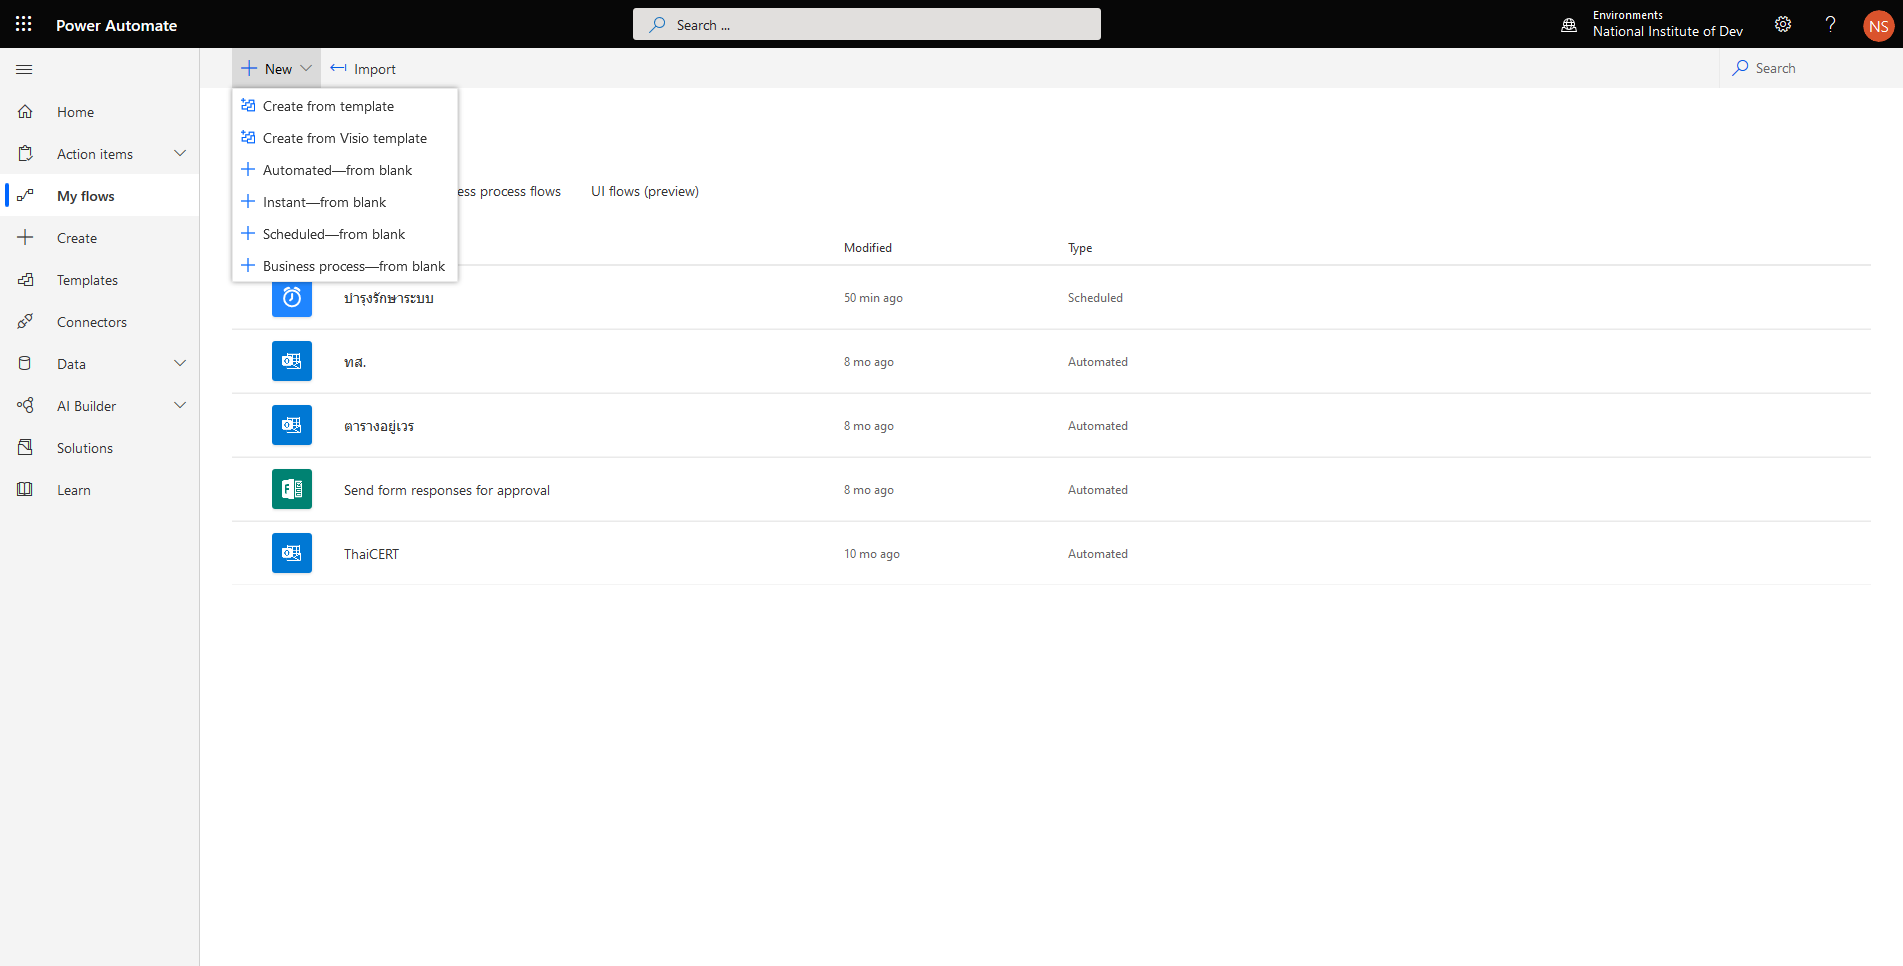 Power Automate
Search ...
Environments
National Institute of Dev
?
NS
New
Import
Search
Home
Action items
My flows
Create
Templates
Connectors
Data
AI Builder
Solutions
Learn
Create from template
Create from Visio template
Automated—from blank
Instant—from blank
Scheduled—from blank
Business process—from blank
ess process flows
UI flows (preview)
Modified
Type
บำรุงรักษาระบบ
50 min ago
Scheduled
ทส.
8 mo ago
Automated
ตารางอยู่เวร
8 mo ago
Automated
Send form responses for approval
8 mo ago
Automated
ThaiCERT
10 mo ago
Automated